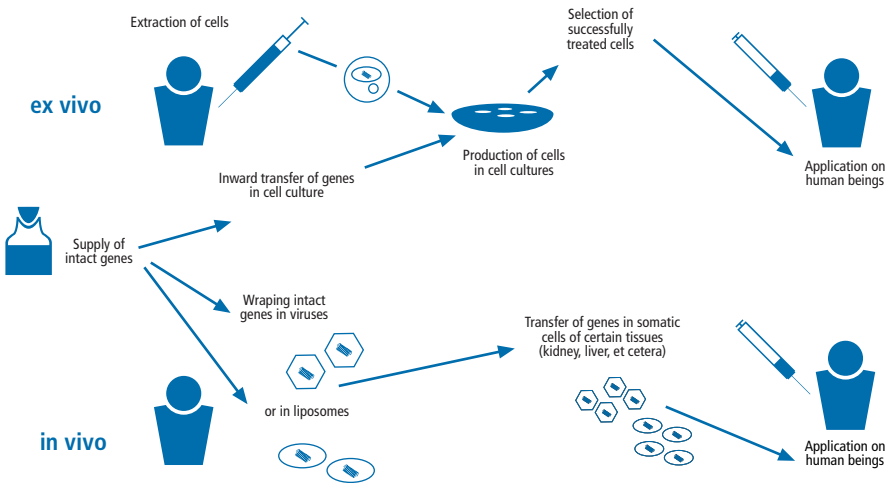 Extraction of cells
Selection of
successfully
treated cells
ex vivo
Production of cells
in cell cultures
Application on
human beings
Inward transfer of genes
in cell culture
Supply of
intact genes
Wraping intact
genes in viruses
Transfer of genes in somatic
cells of certain tissues
(kidney, liver, et cetera)
or in liposomes
in vivo
Application on
human beings